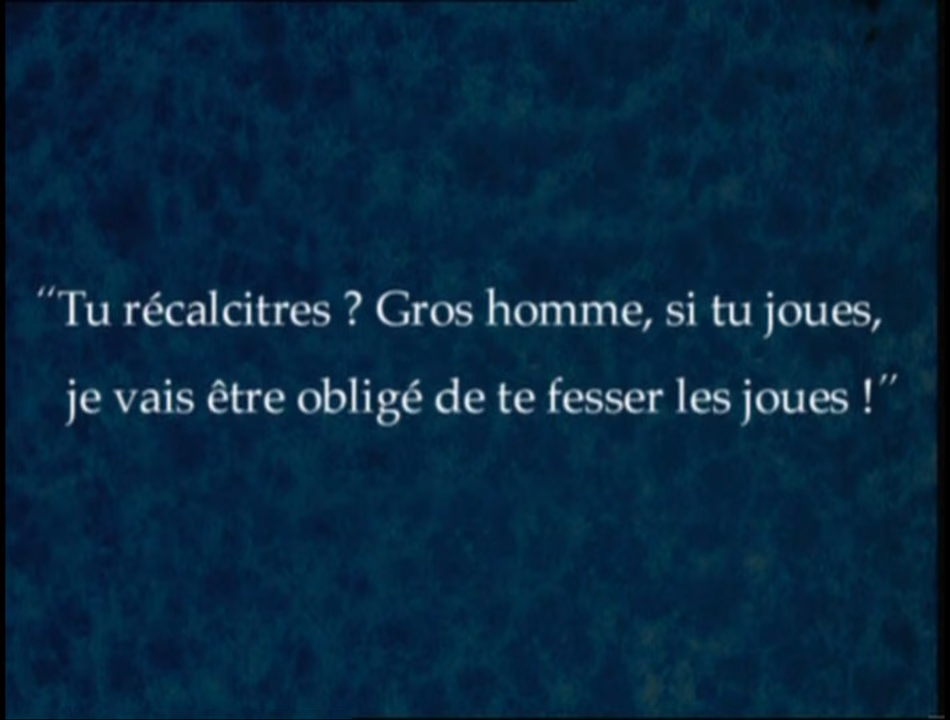 “Tu récalcitres ? Gros homme, si tu joues,
je vais être obligé de te fesser les joues !”